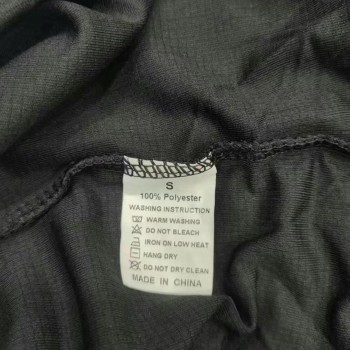 S
100% Polyester
WASHING INSTRUCTION
WARM WASHING
DO NOT BLEACH
IRON ON LOW HEAT
HANG DRY
DO NOT DRY CLEAN
MADE IN CHINA